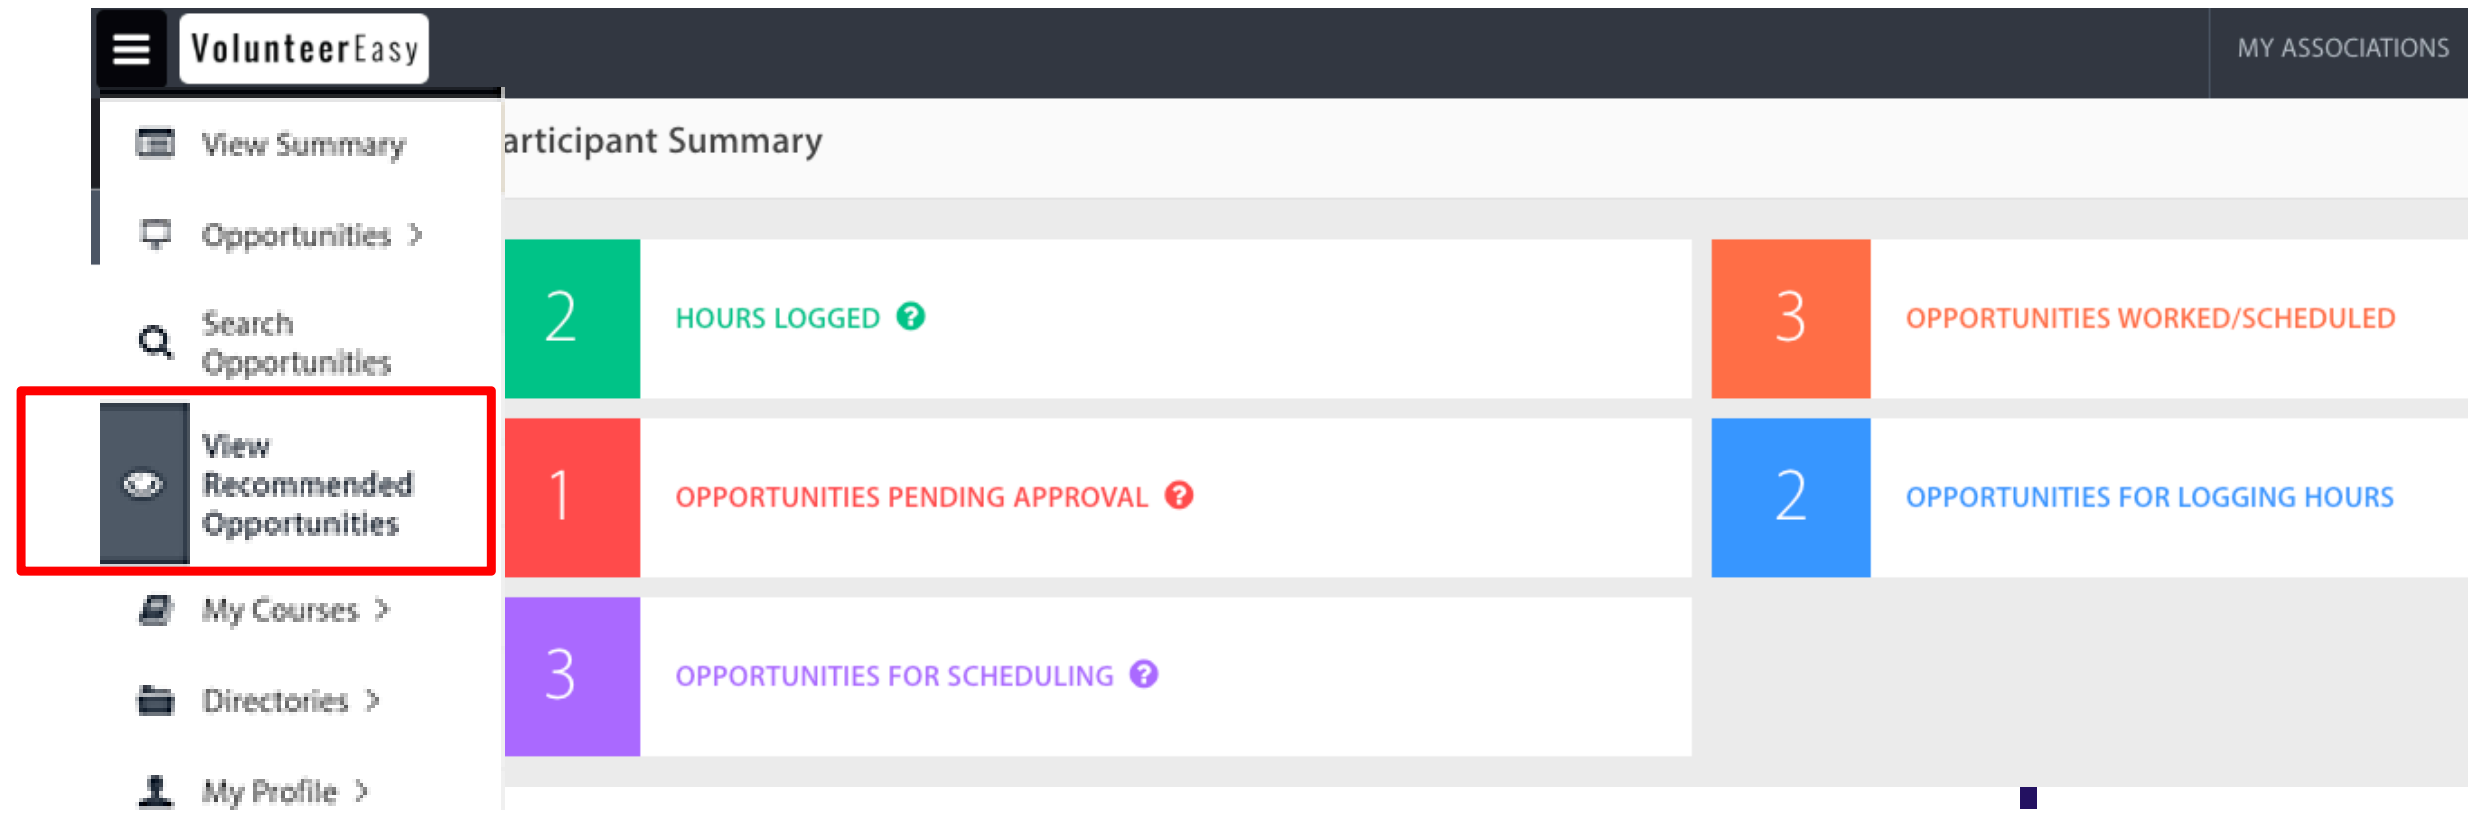 VolunteerEasy
MY ASSOCIATIONS
articipant Summary
View Summary
Opportunities >
Search
Opportunities
View
Recommended
Opportunities
My Courses >
Directories >
My Profile >
2
HOURS LOGGED ?
3
OPPORTUNITIES WORKED/SCHEDULED
1
OPPORTUNITIES PENDING APPROVAL ?
2
OPPORTUNITIES FOR LOGGING HOURS
3
OPPORTUNITIES FOR SCHEDULING ?